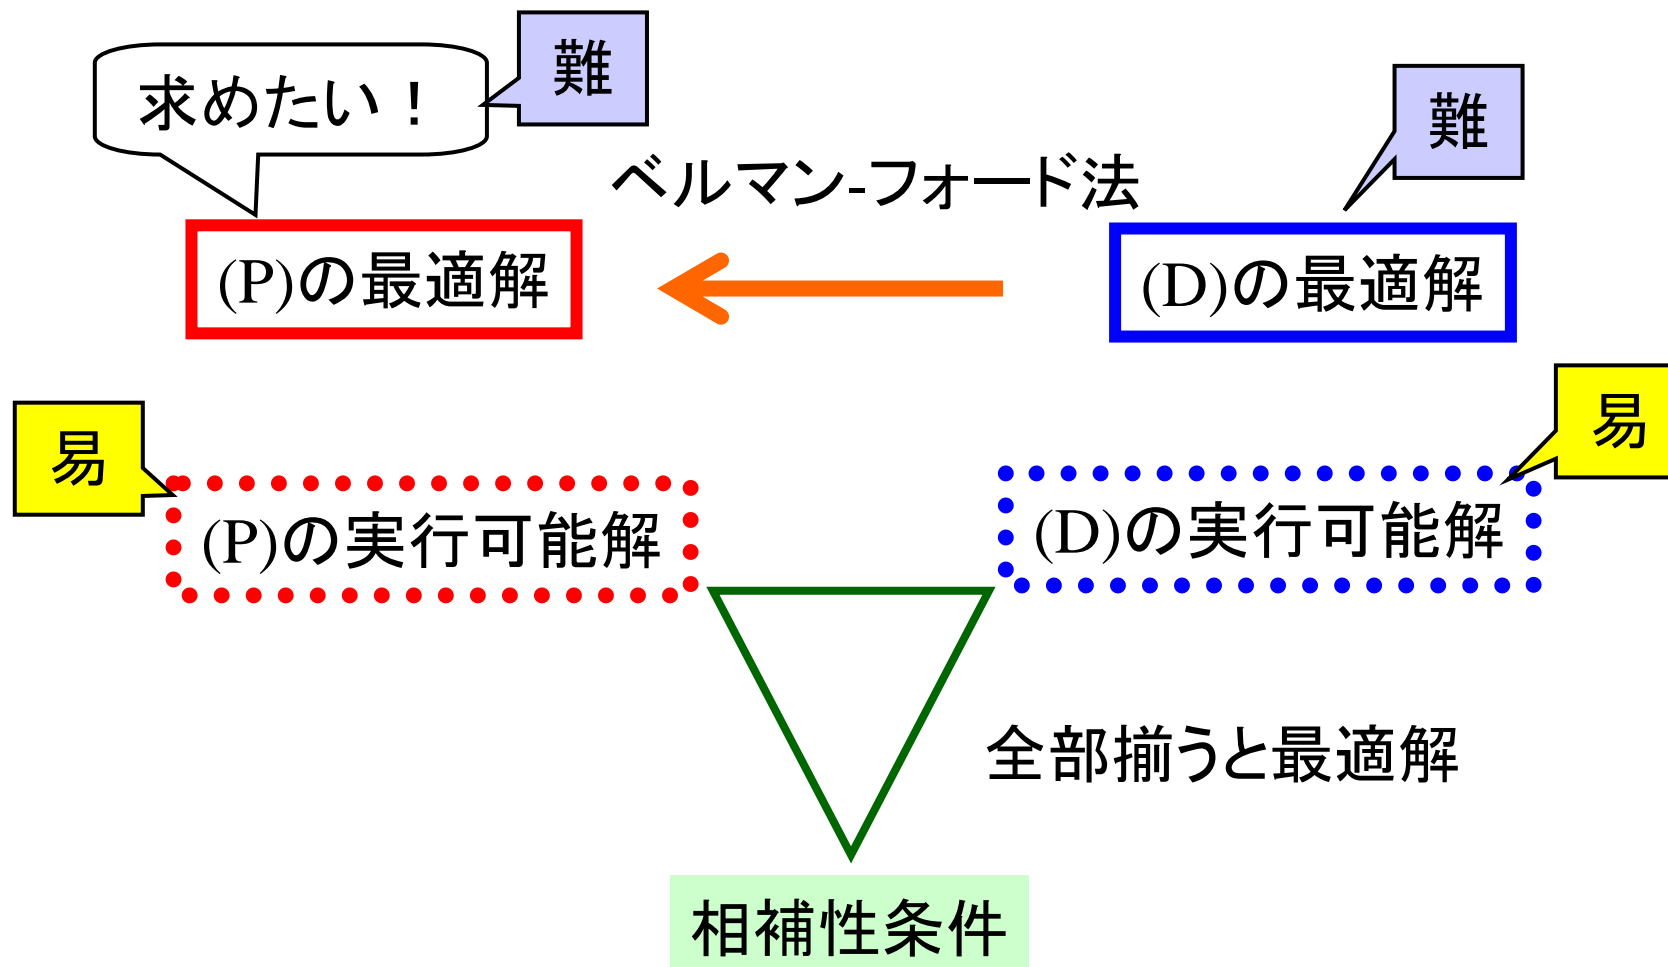 難
求めたい！
難
ベルマン-フォード法
(P)の最適解
(D)の最適解
易
易
(P)の実行可能解
(D)の実行可能解
全部揃うと最適解
相補性条件